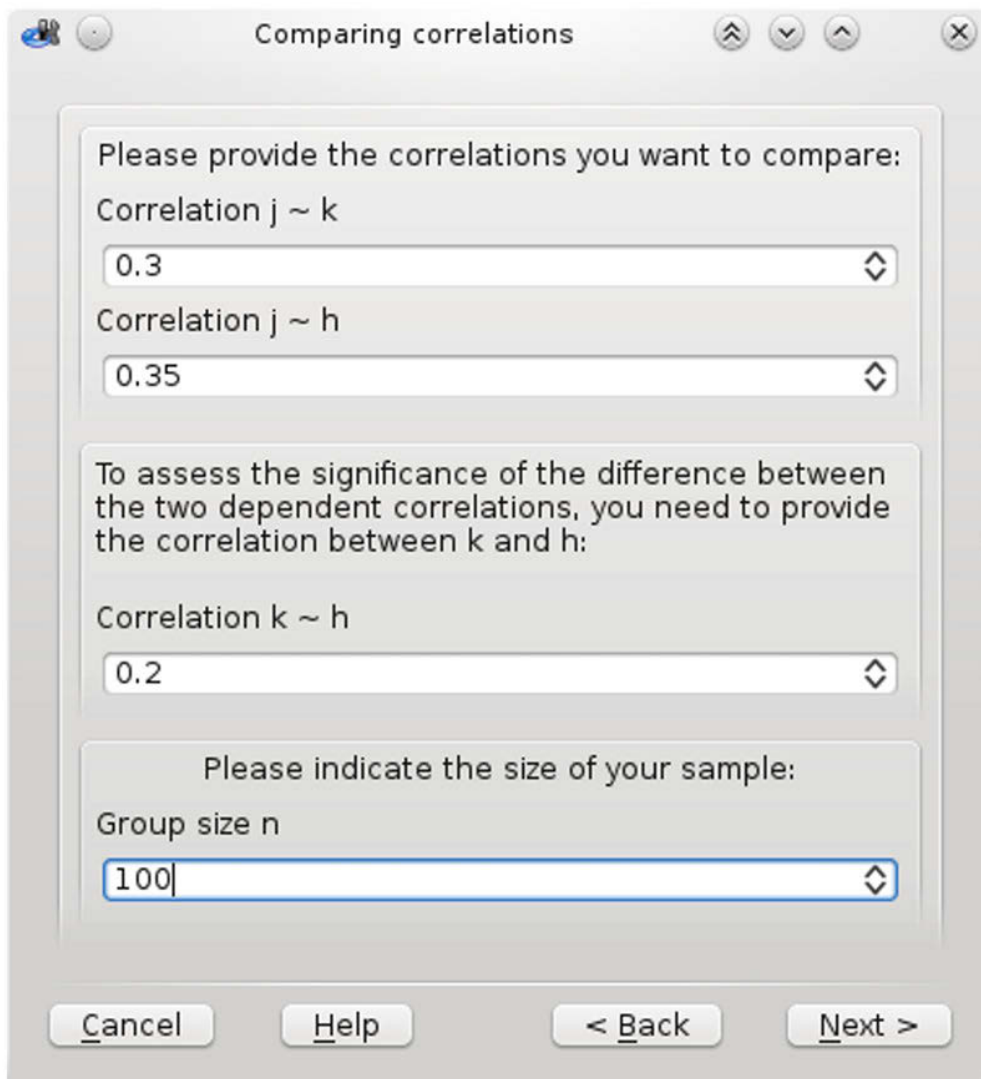 Comparing correlations
Please provide the correlations you want to compare:
Correlation j ~ k
0.3
Correlation j ~ h
0.35
To assess the significance of the difference between
the two dependent correlations, you need to provide
the correlation between k and h:
Correlation k ~ h
0.2
Please indicate the size of your sample:
Group size n
100
Cancel
Help
< Back
Next >